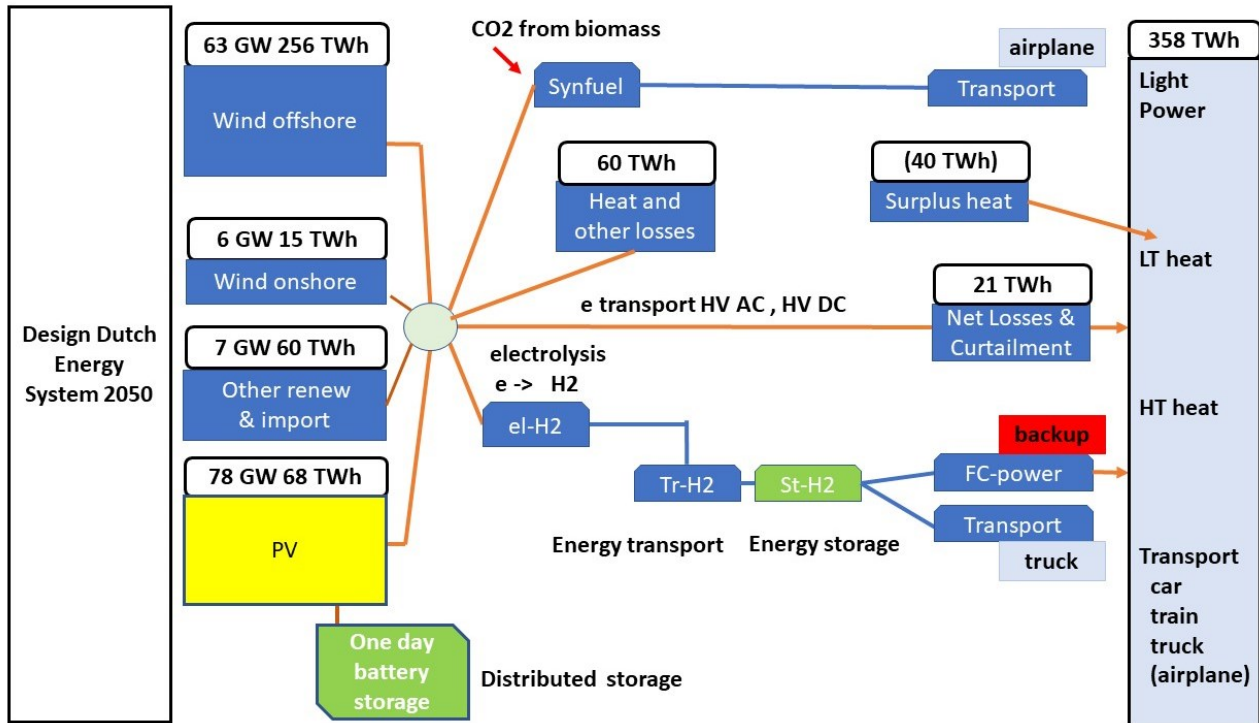 Design Dutch
Energy
System 2050
63 GW 256 TWh
Wind offshore
6 GW 15 TWh
Wind onshore
7 GW 60 TWh
Other renew
& import
78 GW 68 TWh
PV
One day
battery
storage
Distributed storage
CO2 from biomass
Synfuel
airplane
Transport
60 TWh
Heat and
other losses
(40 TWh)
Surplus heat
e transport HV AC , HV DC
21 TWh
Net Losses &
Curtailment
electrolysis
e -> H2
el-H2
Tr-H2
St-H2
Energy transport
Energy storage
backup
FC-power
Transport
truck
358 TWh
Light
Power
LT heat
HT heat
Transport
car
train
truck
(airplane)